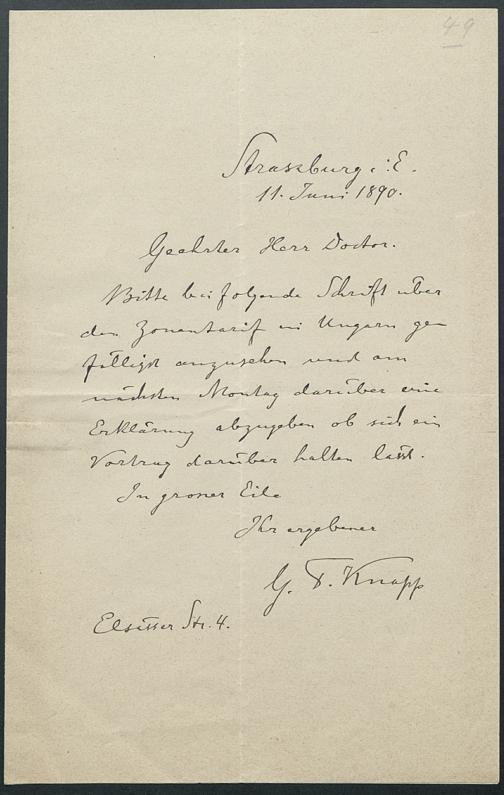 49
Straszburg i. E.
11. Juni 1890.
Geehrter Herr Doctor.
Bitte beifolgende Schrift über
den Zonentarif in Ungarn ge
fälligst anzusehen und am
nächsten Montag darüber eine
Erklärung abzugeben ob sich ein
Vortrag darüber halten lässt.
In grosser Eile
Ihr ergebener
G. F. Knapp
Elsässer Str. 4.